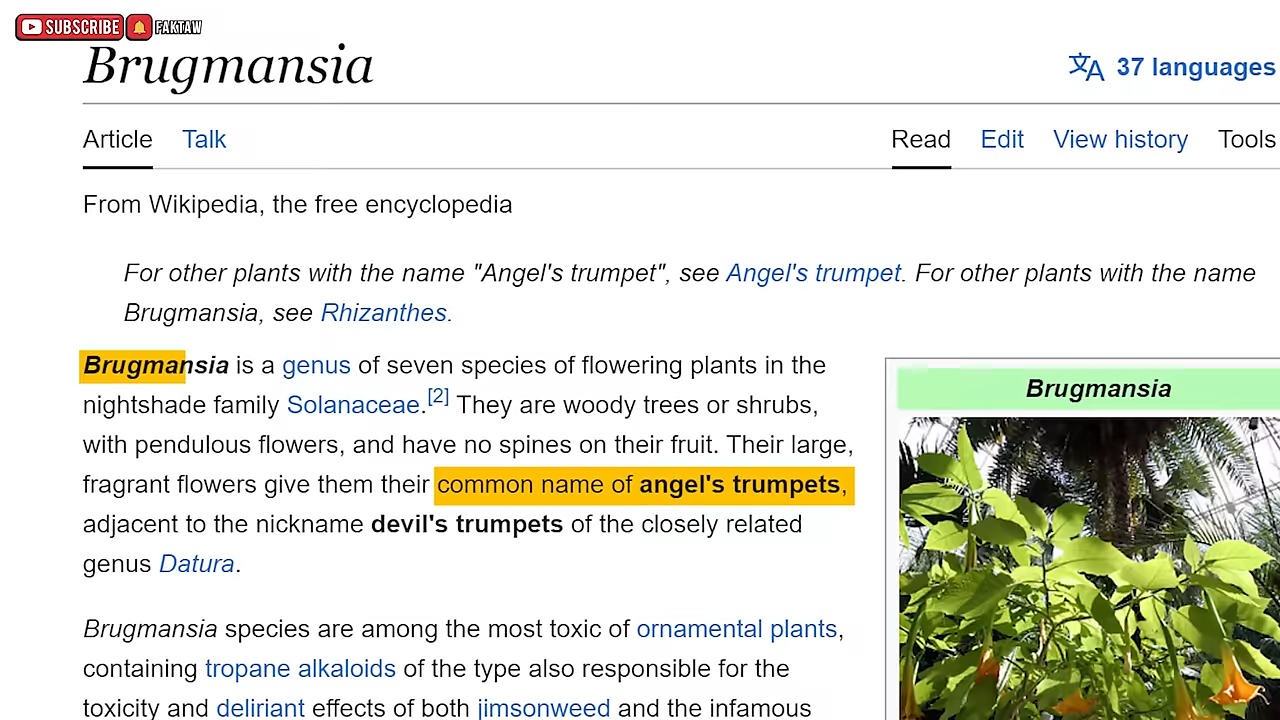 SUBSCRIBE FAKTAW
Brugmansia
文A 37 languages
Article Talk Read Edit View history Tools
From Wikipedia, the free encyclopedia
For other plants with the name "Angel's trumpet", see Angel's trumpet. For other plants with the name
Brugmansia, see Rhizanthes.
Brugmansia is a genus of seven species of flowering plants in the
nightshade family Solanaceae.[2] They are woody trees or shrubs,
with pendulous flowers, and have no spines on their fruit. Their large,
fragrant flowers give them their common name of angel's trumpets,
adjacent to the nickname devil's trumpets of the closely related
genus Datura.
Brugmansia species are among the most toxic of ornamental plants,
containing tropane alkaloids of the type also responsible for the
toxicity and deliriant effects of both jimsonweed and the infamous
Brugmansia